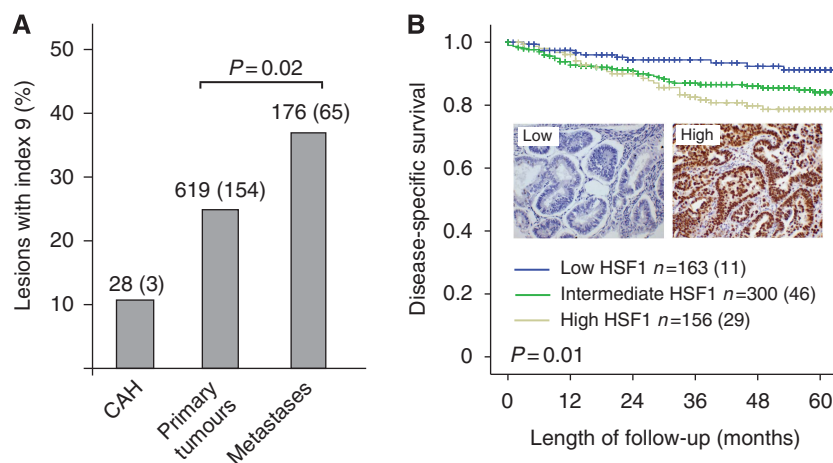 A
Lesions with index 9 (%)
50
40
30
20
10
P=0.02
28 (3)
619 (154)
176 (65)
CAH
Primary
tumours
Metastases
B
Disease-specific survival
1.0
0.8
0.6
0.4
0.2
0
Low
High
Low HSF1 n=163 (11)
Intermediate HSF1 n=300 (46)
High HSF1 n=156 (29)
P=0.01
0 12 24 36 48 60
Length of follow-up (months)